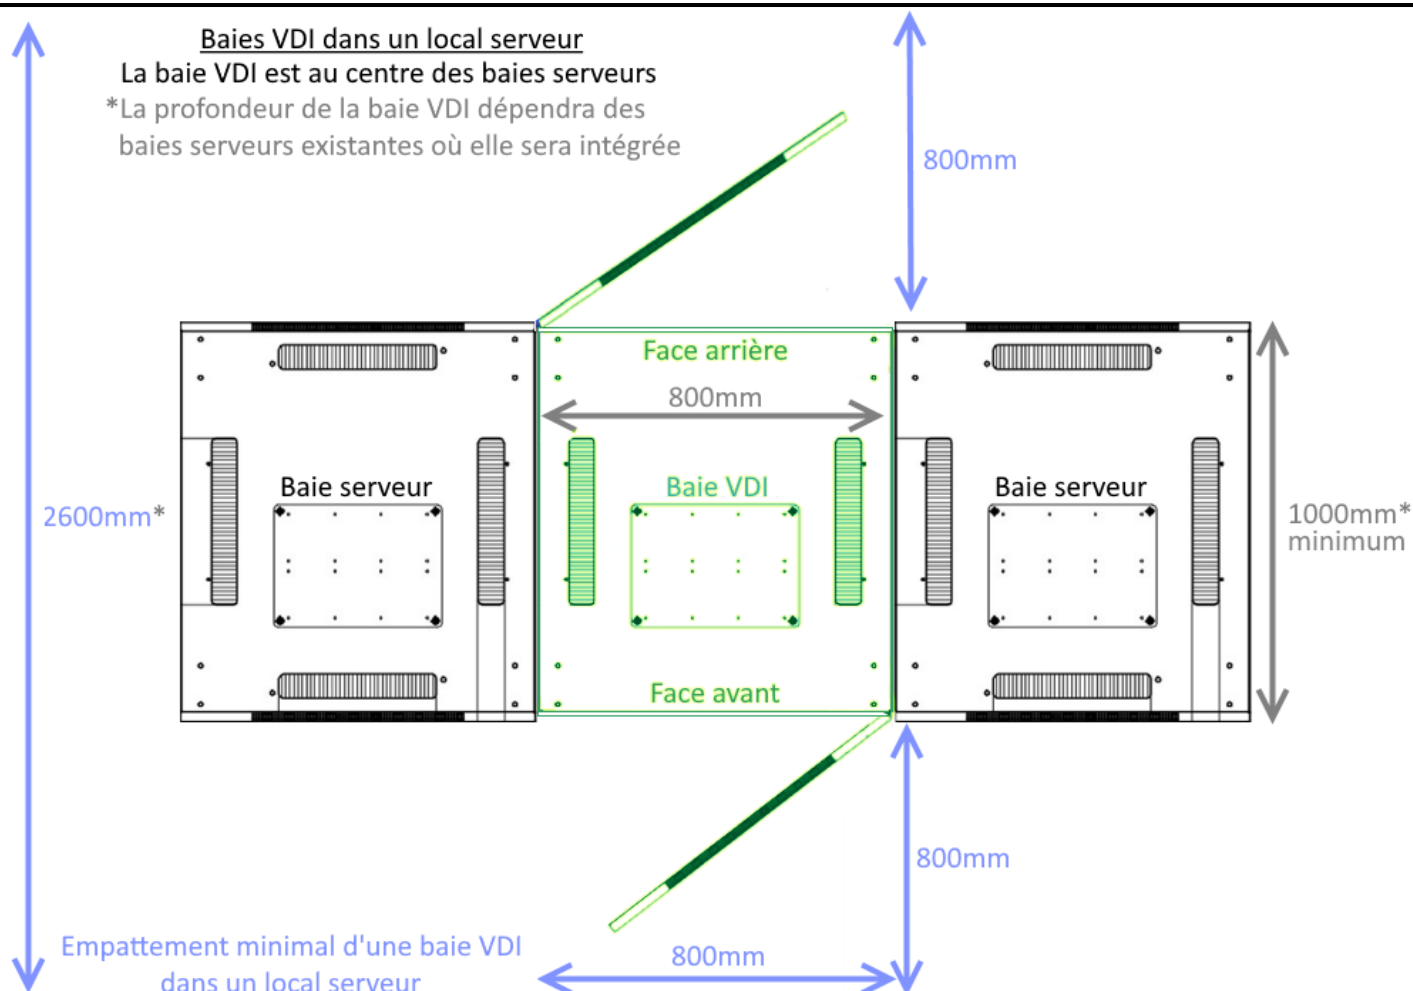 Baies VDI dans un local serveur
La baie VDI est au centre des baies serveurs
*La profondeur de la baie VDI dépendra des
baies serveurs existantes où elle sera intégrée
800mm
Face arrière
800mm
Baie serveur
Baie VDI
Baie serveur
2600mm*
1000mm*
minimum
Face avant
800mm
Empattement minimal d'une baie VDI
dans un local serveur
800mm